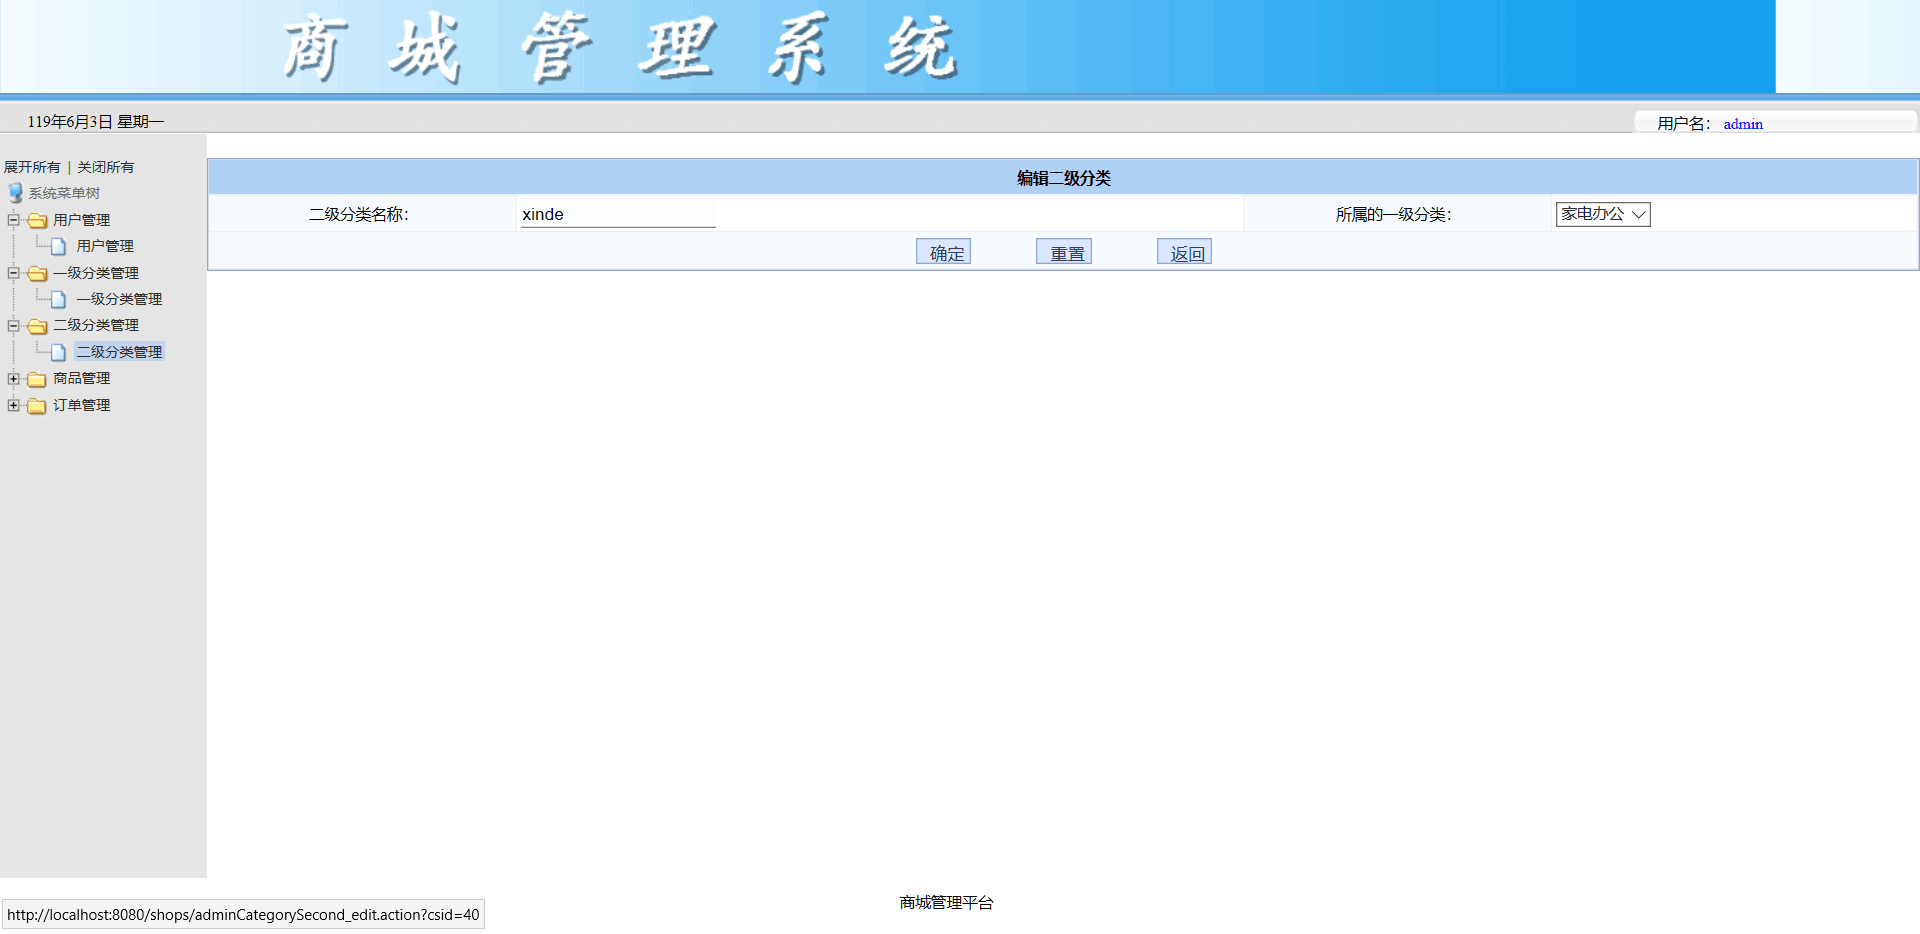 商城管理系统
119年6月3日 星期一
用户名： admin
展开所有 | 关闭所有
系统菜单树
用户管理
用户管理
一级分类管理
一级分类管理
二级分类管理
二级分类管理
商品管理
订单管理
编辑二级分类
二级分类名称： xinde 所属的一级分类： 家电办公
确定 重置 返回
商城管理平台
http://localhost:8080/shops/adminCategorySecond_edit.action?csid=40